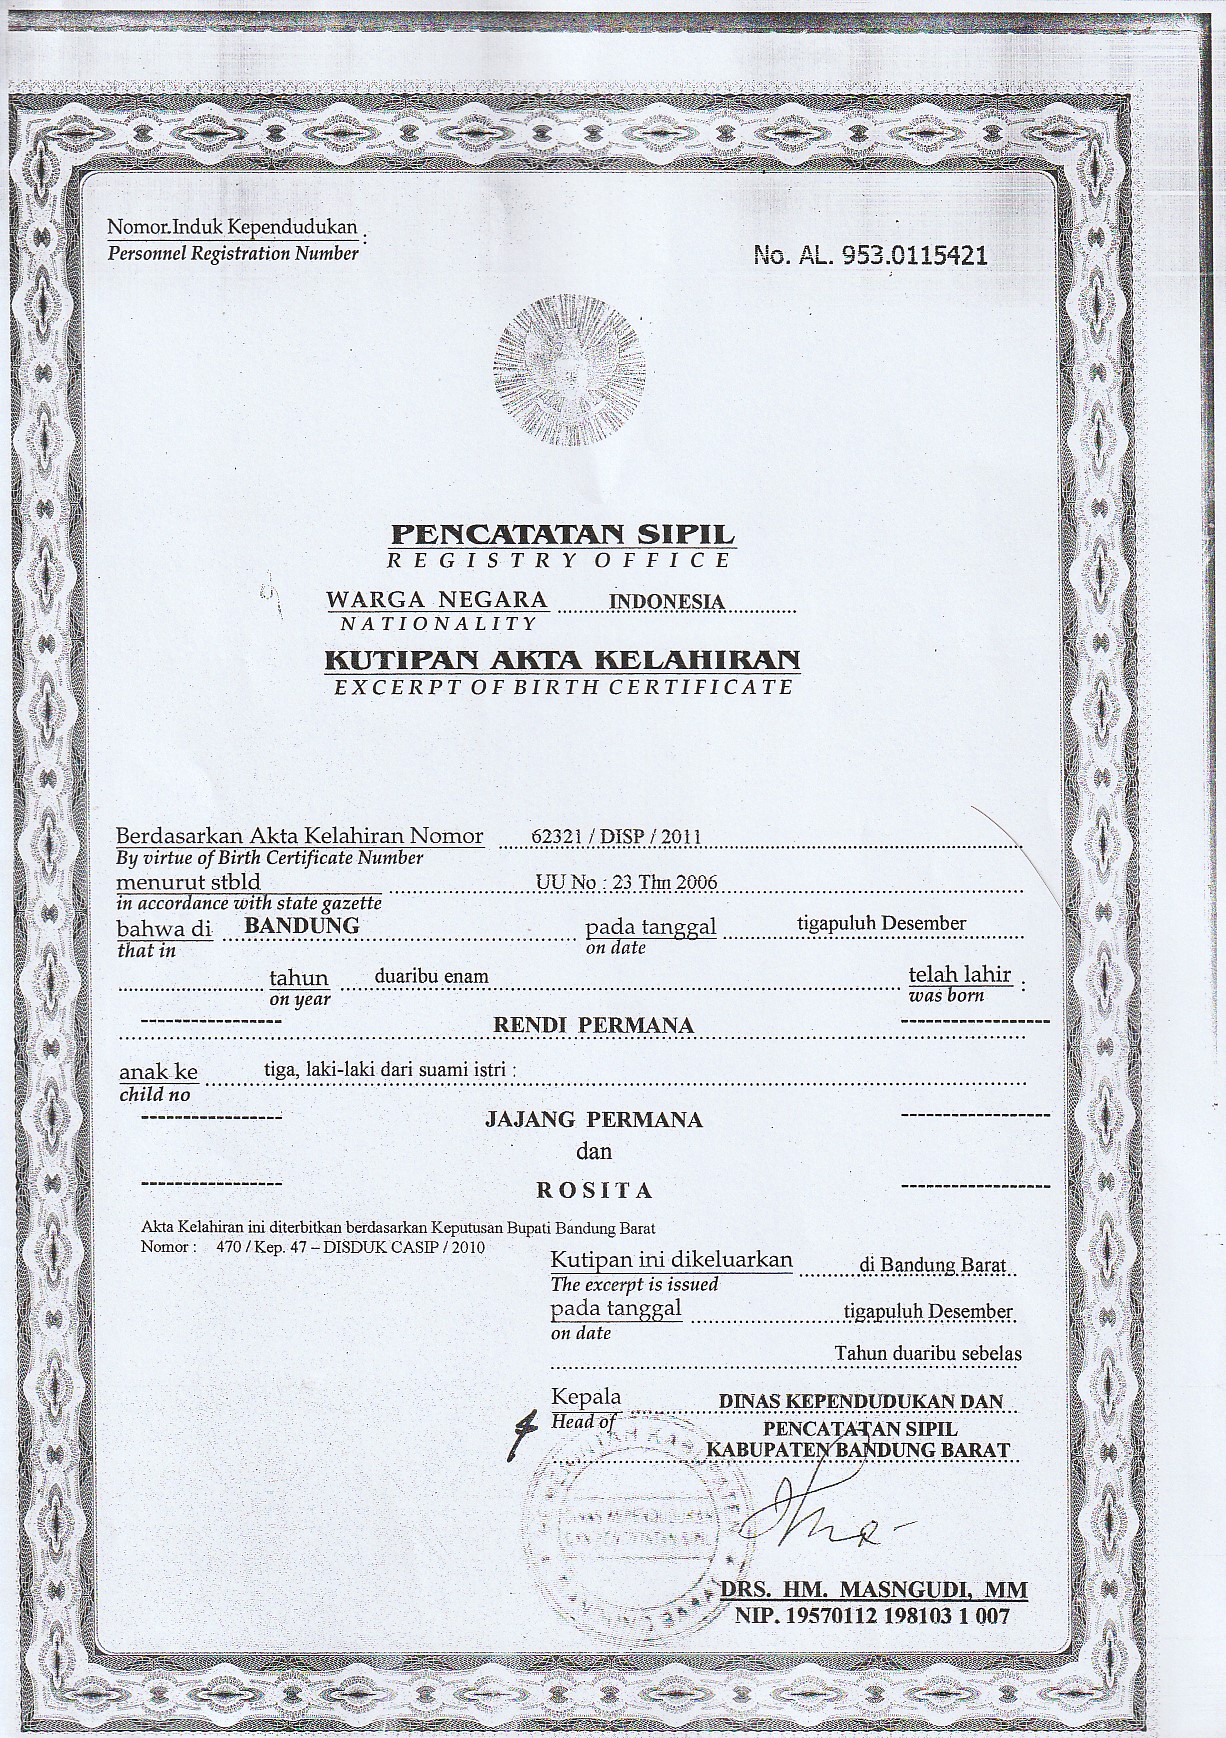 Nomor Induk Kependudukan :
Personnel Registration Number
No. AL. 953.0115421
PENCATATAN SIPIL
REGISTRY OFFICE
WARGA NEGARA INDONESIA
NATIONALITY
KUTIPAN AKTA KELAHIRAN
EXCERPT OF BIRTH CERTIFICATE
Berdasarkan Akta Kelahiran Nomor 62321 / DISP / 2011
By virtue of Birth Certificate Number
menurut stbld UU No : 23 Thn 2006
in accordance with state gazette
bahwa di BANDUNG pada tanggal tigapuluh Desember
that in on date
tahun duaribu enam telah lahir :
on year was born
RENDI PERMANA
anak ke tiga, laki-laki dari suami istri :
child no
JAJANG PERMANA
dan
ROSITA
Akta Kelahiran ini diterbitkan berdasarkan Keputusan Bupati Bandung Barat
Nomor : 470 / Kep. 47 – DISDUK CASIP / 2010
Kutipan ini dikeluarkan di Bandung Barat
The excerpt is issued
pada tanggal tigapuluh Desember
on date
Tahun duaribu sebelas
Kepala DINAS KEPENDUDUKAN DAN
Head of
PENCATATAN SIPIL
KABUPATEN BANDUNG BARAT
DRS. HM. MASNGUDI, MM
NIP. 19570112 198103 1 007